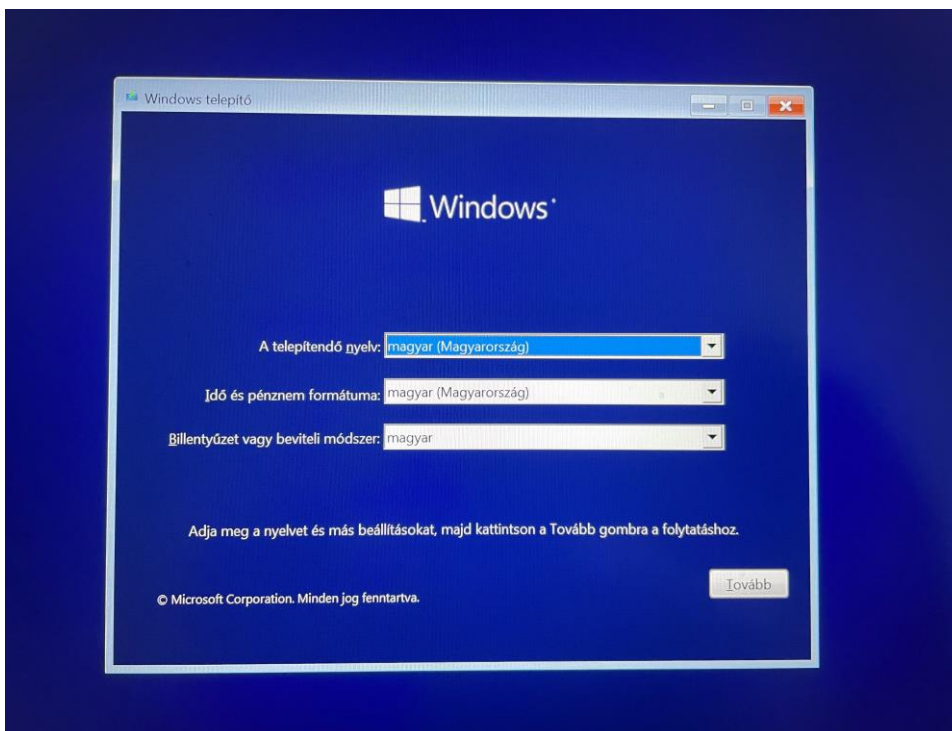 Windows telepítő
Windows
A telepítendő nyelv: magyar (Magyarország)
Idő és pénznem formátuma: magyar (Magyarország)
Billentyűzet vagy beviteli módszer: magyar
Adja meg a nyelvet és más beállításokat, majd kattintson a Tovább gombra a folytatáshoz.
Tovább
© Microsoft Corporation. Minden jog fenntartva.